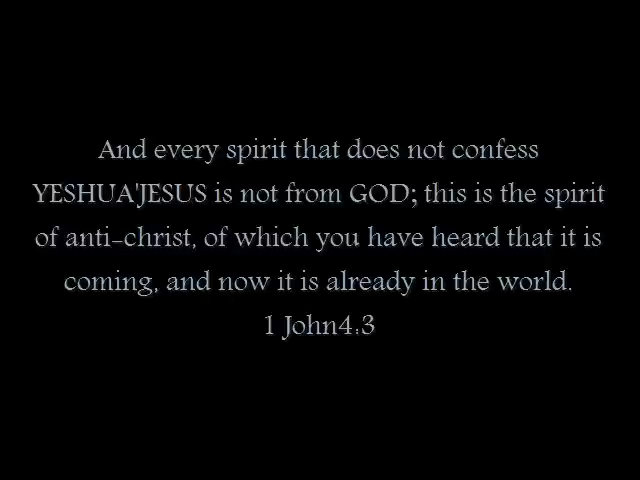 And every spirit that does not confess
YESHUA'JESUS is not from GOD; this is the spirit
of anti-christ, of which you have heard that it is
coming, and now it is already in the world.
1 John4:3